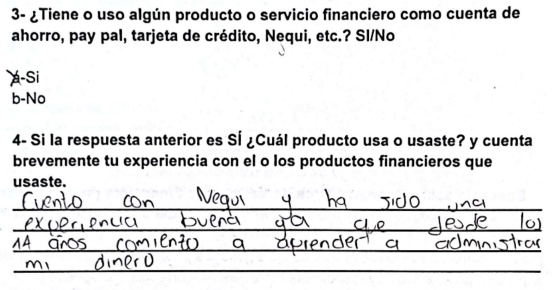 3- ¿Tiene o uso algún producto o servicio financiero como cuenta de
ahorro, pay pal, tarjeta de crédito, Nequi, etc.? SI/No
a-Si
b-No
4- Si la respuesta anterior es SÍ ¿Cuál producto usa o usaste? y cuenta
brevemente tu experiencia con el o los productos financieros que
usaste.
Cuento con Nequi y ha sido una
experiencia buena ya que desde los
14 años comiento a aprender a administrar
mi dinero